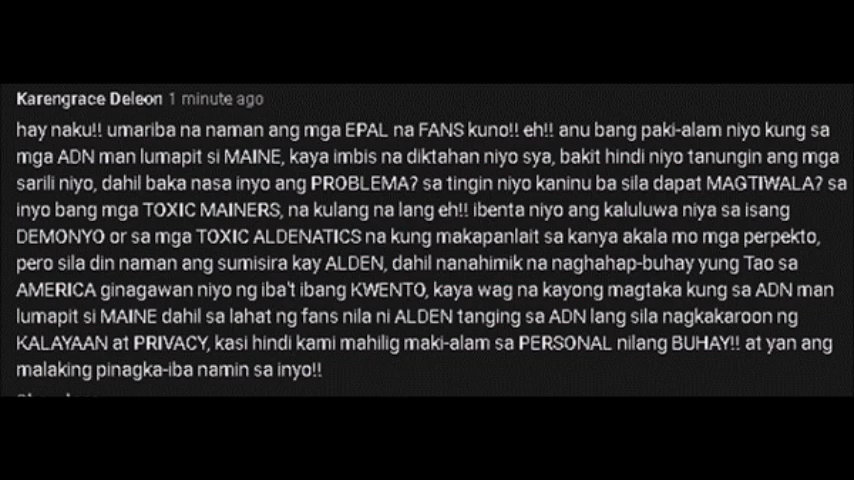 Karengrace Deleon 1 minute ago
hay naku!! umariba na naman ang mga EPAL na FANS kuno!! eh!! anu bang paki-alam niyo kung sa
mga ADN man lumapit si MAINE, kaya imbis na diktahan niyo sya, bakit hindi niyo tanungin ang mga
sarili niyo, dahil baka nasa inyo ang PROBLEMA? sa tingin niyo kaninu ba sila dapat MAGTIWALA? sa
inyo bang mga TOXIC MAINERS, na kulang na lang eh!! ibenta niyo ang kaluluwa niya sa isang
DEMONYO or sa mga TOXIC ALDENATICS na kung makapanlait sa kanya akala mo mga perpekto,
pero sila din naman ang sumisira kay ALDEN, dahil nanahimik na naghahap-buhay yung Tao sa
AMERICA ginagawan niyo ng iba't ibang KWENTO, kaya wag na kayong magtaka kung sa ADN man
lumapit si MAINE dahil sa lahat ng fans nila ni ALDEN tanging sa ADN lang sila nagkakaroon ng
KALAYAAN at PRIVACY, kasi hindi kami mahilig maki-alam sa PERSONAL nilang BUHAY!! at yan ang
malaking pinagka-iba namin sa inyo!!